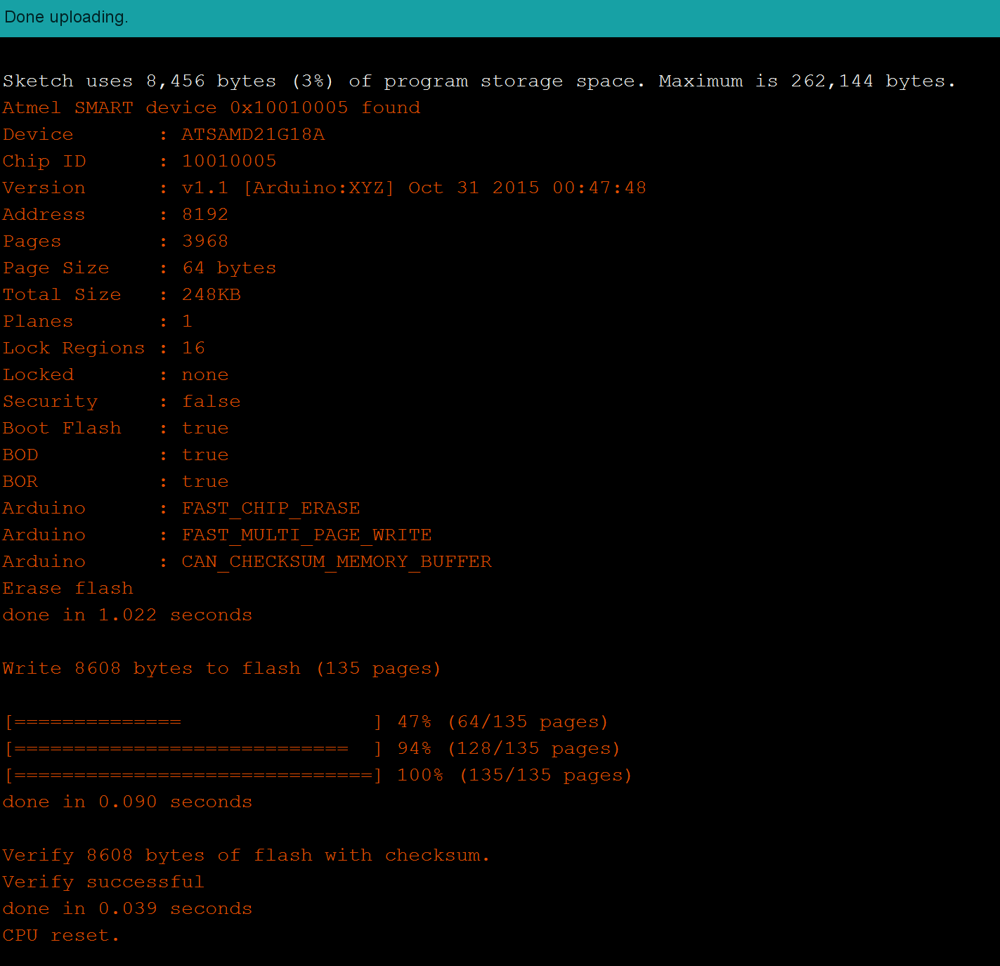 Done uploading.
Sketch uses 8,456 bytes (3%) of program storage space. Maximum is 262,144 bytes.
Atmel SMART device 0x10010005 found
Device       : ATSAMD21G18A
Chip ID      : 10010005
Version      : v1.1 [Arduino:XYZ] Oct 31 2015 00:47:48
Address      : 8192
Pages        : 3968
Page Size    : 64 bytes
Total Size   : 248KB
Planes       : 1
Lock Regions : 16
Locked       : none
Security     : false
Boot Flash   : true
BOD          : true
BOR          : true
Arduino      : FAST_CHIP_ERASE
Arduino      : FAST_MULTI_PAGE_WRITE
Arduino      : CAN_CHECKSUM_MEMORY_BUFFER
Erase flash
done in 1.022 seconds
Write 8608 bytes to flash (135 pages)
[==============                ] 47% (64/135 pages)
[============================  ] 94% (128/135 pages)
[==============================] 100% (135/135 pages)
done in 0.090 seconds
Verify 8608 bytes of flash with checksum.
Verify successful
done in 0.039 seconds
CPU reset.